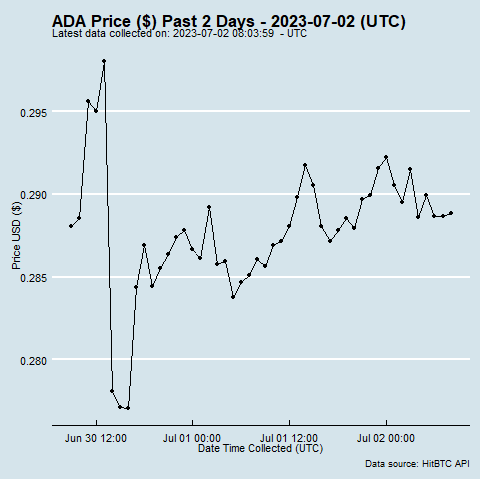 ADA Price ($) Past 2 Days - 2023-07-02 (UTC)
Latest data collected on: 2023-07-02 08:03:59  - UTC
0.295
0.290
0.285
0.280
Price USD ($)
Jun 30 12:00 Jul 01 00:00 Jul 01 12:00 Jul 02 00:00
Date Time Collected (UTC)
Data source: HitBTC API